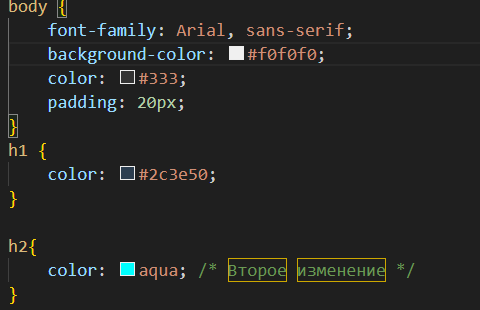 body {
    font-family: Arial, sans-serif;
    background-color: #f0f0f0;
    color: #333;
    padding: 20px;
}
h1 {
    color: #2c3e50;
}

h2{
    color: aqua; /* Второе изменение */
}